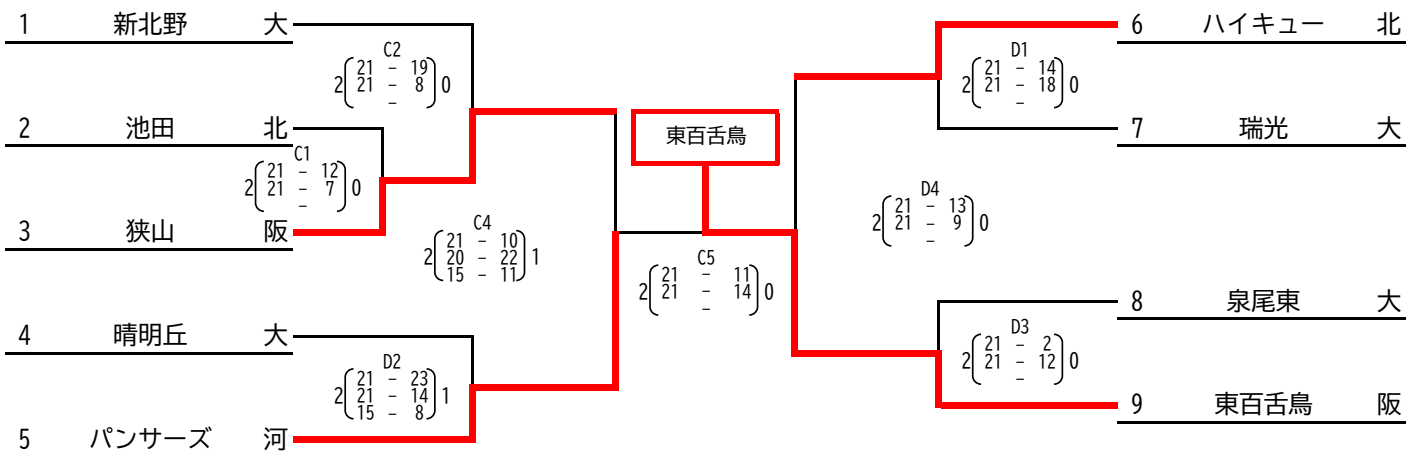 1 新北野 大
C2
2 21 - 19 0
21 - 8
-
2 池田 北
C1
2 21 - 12 0
21 - 7
-
3 狭山 阪
C4
2 21 - 10 1
20 - 22
15 - 11
4 晴明丘 大
D2
2 21 - 23 1
21 - 14
15 - 8
5 パンサーズ 河
東百舌鳥
C5
2 21 - 11 0
21 - 14
-
6 ハイキュー 北
D1
2 21 - 14 0
21 - 18
-
7 瑞光 大
D4
2 21 - 13 0
21 - 9
-
8 泉尾東 大
D3
2 21 - 2 0
21 - 12
-
9 東百舌鳥 阪